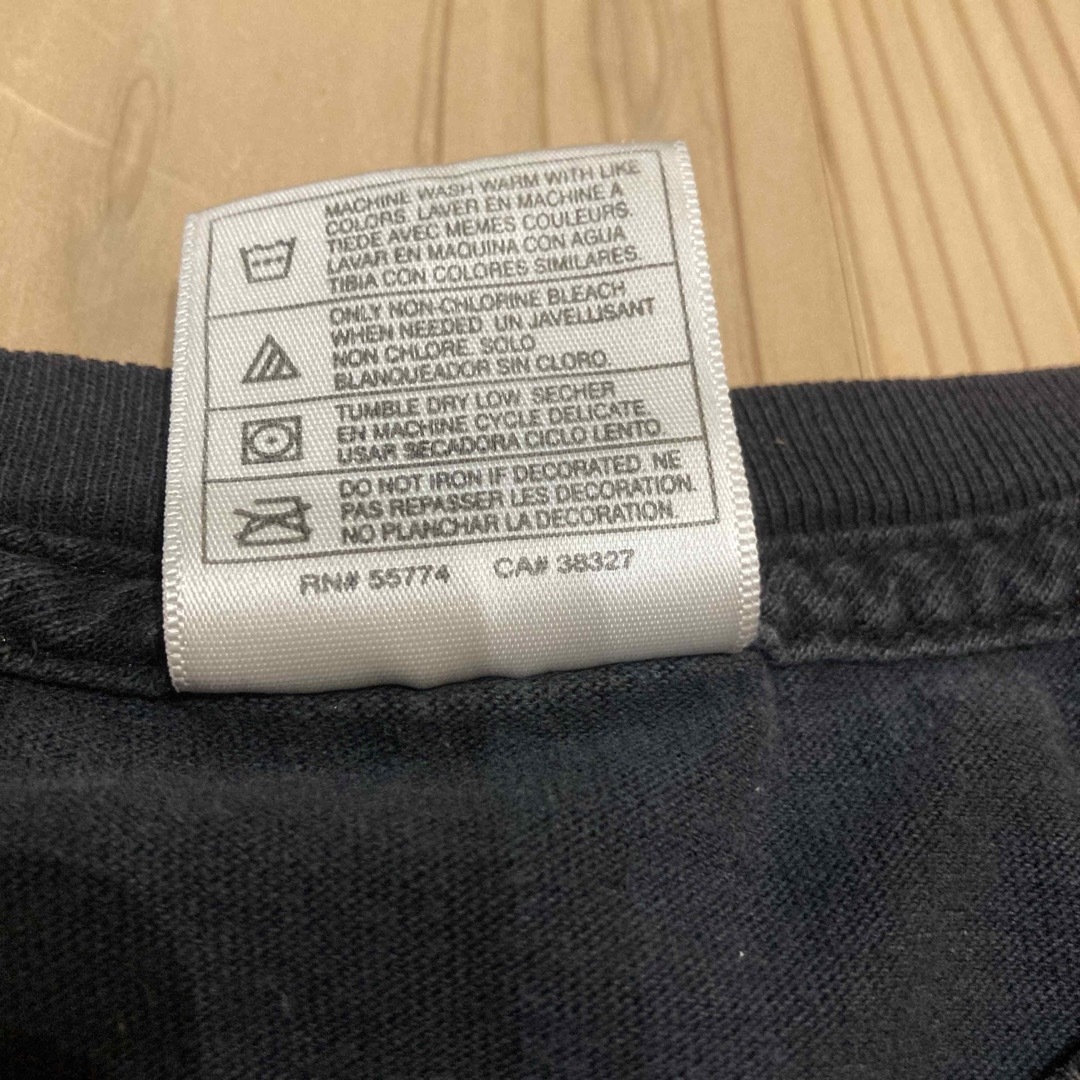 MACHINE WASH WARM WITH LIKE
COLORS. LAVER EN MACHINE A
TIEDE AVEC MEMES COULEURS.
LAVAR EN MAQUINA CON AGUA
TIBIA CON COLORES SIMILARES.
ONLY NON-CHLORINE BLEACH
WHEN NEEDED. UN JAVELLISANT
NON CHLORE. SOLO
BLANQUEADOR SIN CLORO.
TUMBLE DRY LOW. SECHER
EN MACHINE CYCLE DELICATE.
USAR SECADORA CICLO LENTO.
DO NOT IRON IF DECORATED. NE
PAS REPASSER LES DECORATION.
NO PLANCHAR LA DECORATION.
RN# 55774 CA# 38327